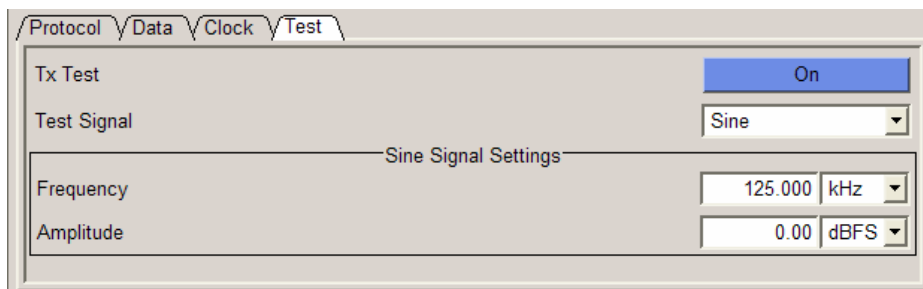 Protocol Data Clock Test
Tx Test On
Test Signal Sine
Sine Signal Settings
Frequency 125.000 kHz
Amplitude 0.00 dBFS